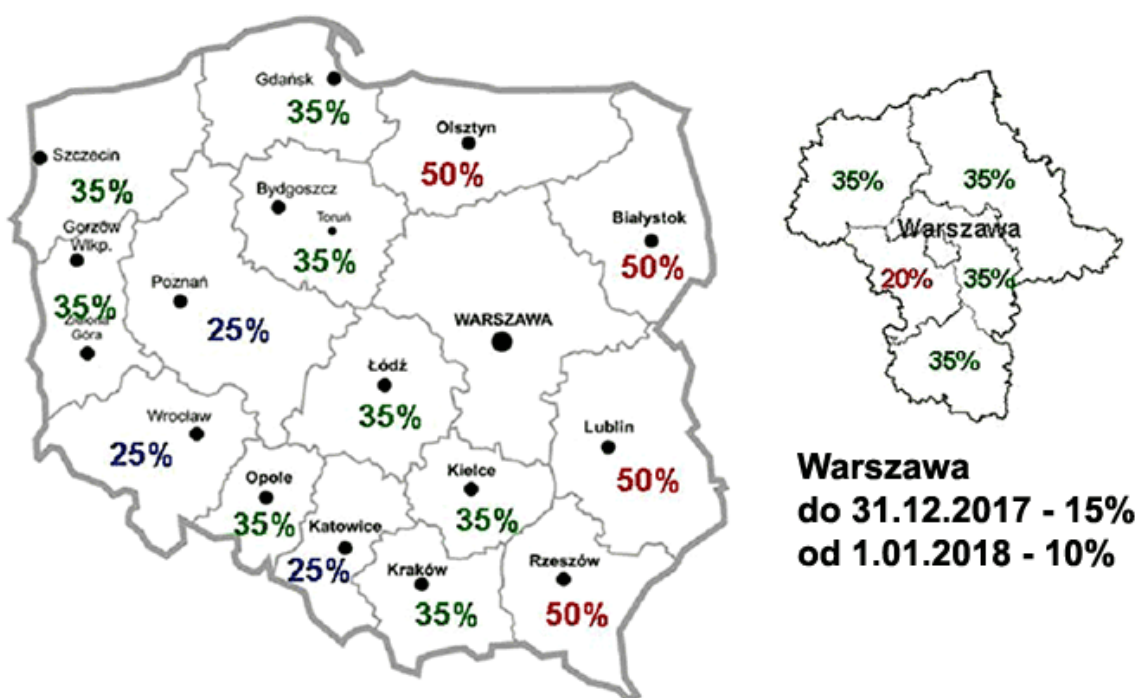 Gdańsk
35%
Olsztyn
50%
Szczecin
35%
Bydgoszcz
Toruń
35%
Białystok
50%
Gorzów
Wlkp.
35%
Zielona
Góra
Poznań
25%
WARSZAWA
Łódź
35%
Wrocław
25%
Lublin
50%
Opole
35%
Kielce
35%
Katowice
25%
Kraków
35%
Rzeszów
50%
35%
35%
Warszawa
20%
35%
35%
Warszawa
do 31.12.2017 - 15%
od 1.01.2018 - 10%